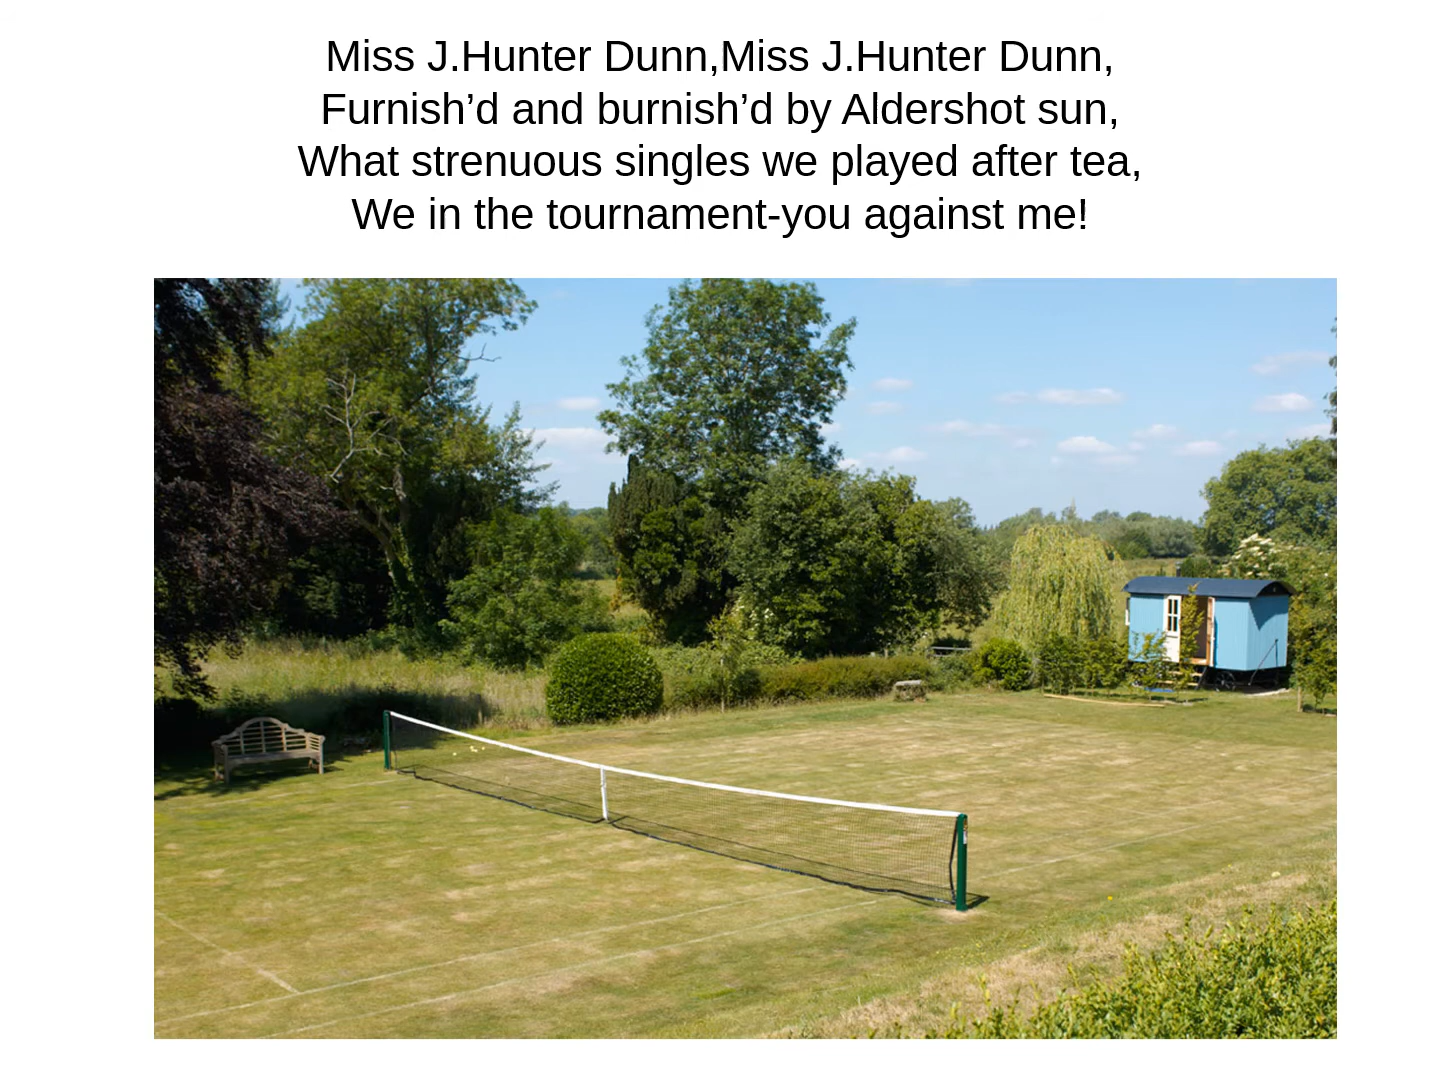 Miss J.Hunter Dunn,Miss J.Hunter Dunn,
Furnish’d and burnish’d by Aldershot sun,
What strenuous singles we played after tea,
We in the tournament-you against me!